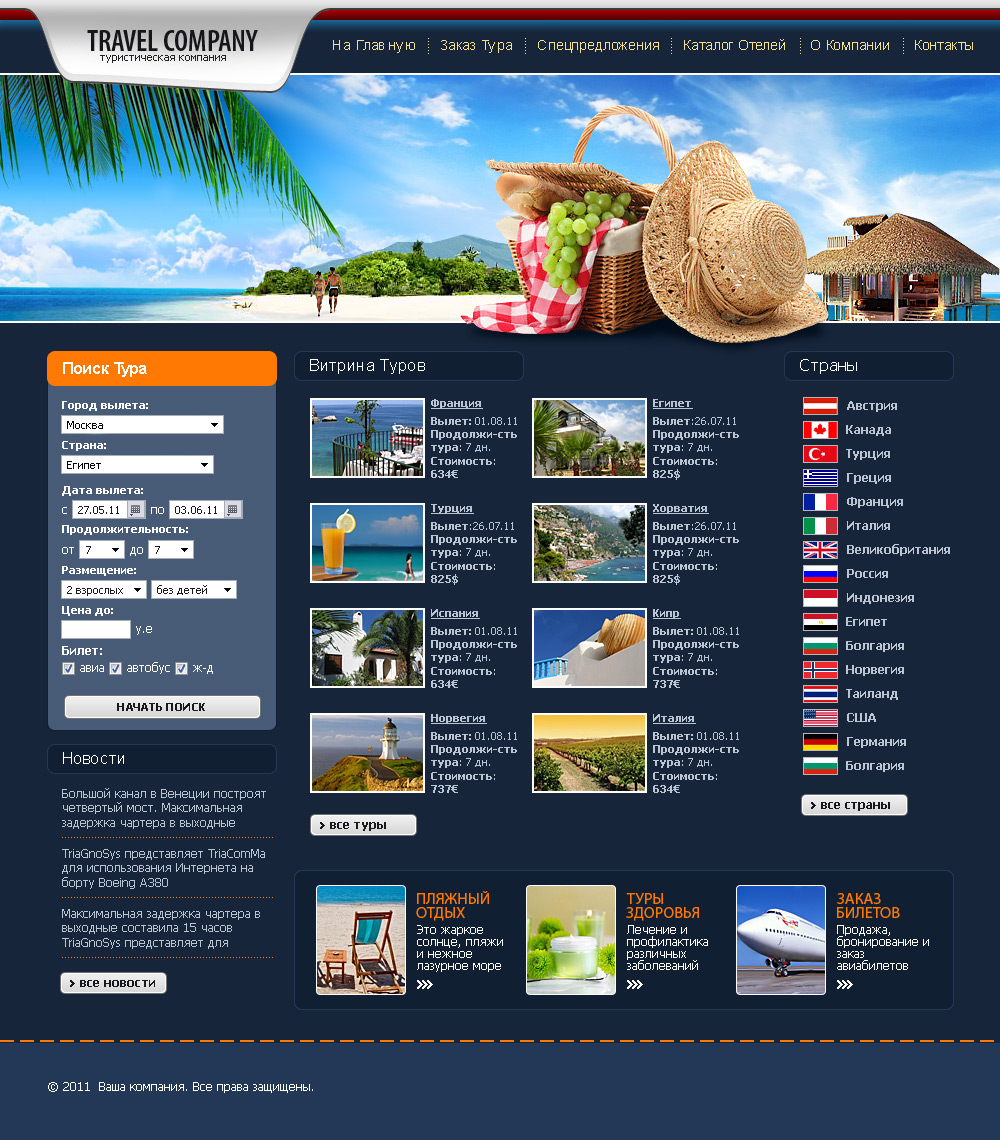 TRAVEL COMPANY
туристическая компания
На Главную
Заказ Тура
Спецпредложения
Каталог Отелей
О Компании
Контакты
Поиск Тура
Город вылета:
Москва
Страна:
Египет
Дата вылета:
с 27.05.11 по 03.06.11
Продолжительность:
от 7 до 7
Размещение:
2 взрослых без детей
Цена до:
у.е
Билет:
авиа автобус ж-д
НАЧАТЬ ПОИСК
Новости
Большой канал в Венеции построят
четвертый мост. Максимальная
задержка чартера в выходные
TriaGnoSys представляет TriaComMa
для использования Интернета на
борту Boeing A380
Максимальная задержка чартера в
выходные составила 15 часов
TriaGnoSys представляет для
все новости
Витрина Туров
Франция
Вылет: 01.08.11
Продолжи-сть
тура: 7 дн.
Стоимость:
634€
Египет
Вылет:26.07.11
Продолжи-сть
тура: 7 дн.
Стоимость:
825$
Турция
Вылет:26.07.11
Продолжи-сть
тура: 7 дн.
Стоимость:
825$
Хорватия
Вылет:26.07.11
Продолжи-сть
тура: 7 дн.
Стоимость:
825$
Испания
Вылет: 01.08.11
Продолжи-сть
тура: 7 дн.
Стоимость:
634€
Кипр
Вылет: 01.08.11
Продолжи-сть
тура: 7 дн.
Стоимость:
737€
Норвегия
Вылет: 01.08.11
Продолжи-сть
тура: 7 дн.
Стоимость:
737€
Италия
Вылет: 01.08.11
Продолжи-сть
тура: 7 дн.
Стоимость:
634€
все туры
Страны
Австрия
Канада
Турция
Греция
Франция
Италия
Великобритания
Россия
Индонезия
Египет
Болгария
Норвегия
Таиланд
США
Германия
Болгария
все страны
ПЛЯЖНЫЙ
ОТДЫХ
Это жаркое
солнце, пляжи
и нежное
лазурное море
ТУРЫ
ЗДОРОВЬЯ
Лечение и
профилактика
различных
заболеваний
ЗАКАЗ
БИЛЕТОВ
Продажа,
бронирование и
заказ
авиабилетов
© 2011 Ваша компания. Все права защищены.